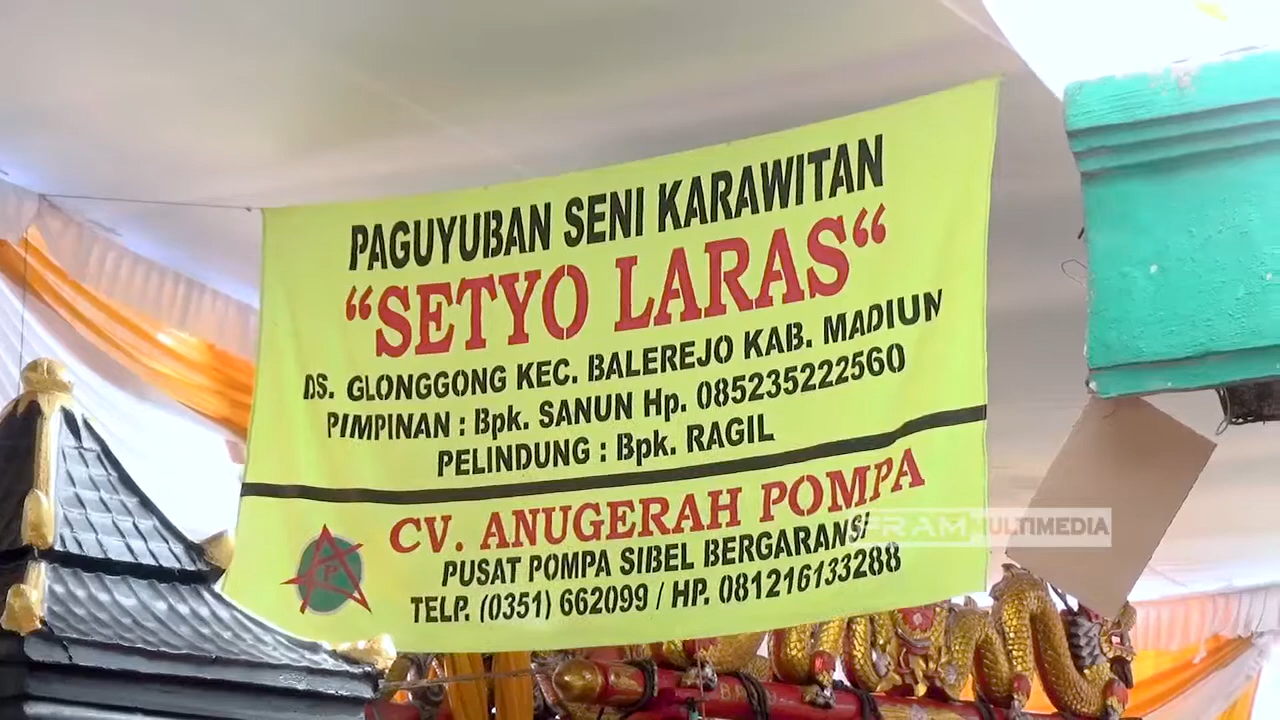 PAGUYUBAN SENI KARAWITAN
“SETYO LARAS“
DS. GLONGGONG KEC. BALEREJO KAB. MADIUN
PIMPINAN : Bpk. SANUN Hp. 085235222560
PELINDUNG : Bpk. RAGIL
CV. ANUGERAH POMPA
PUSAT POMPA SIBEL BERGARANSI
TELP. (0351) 662099 / HP. 081216133288
MULTIMEDIA